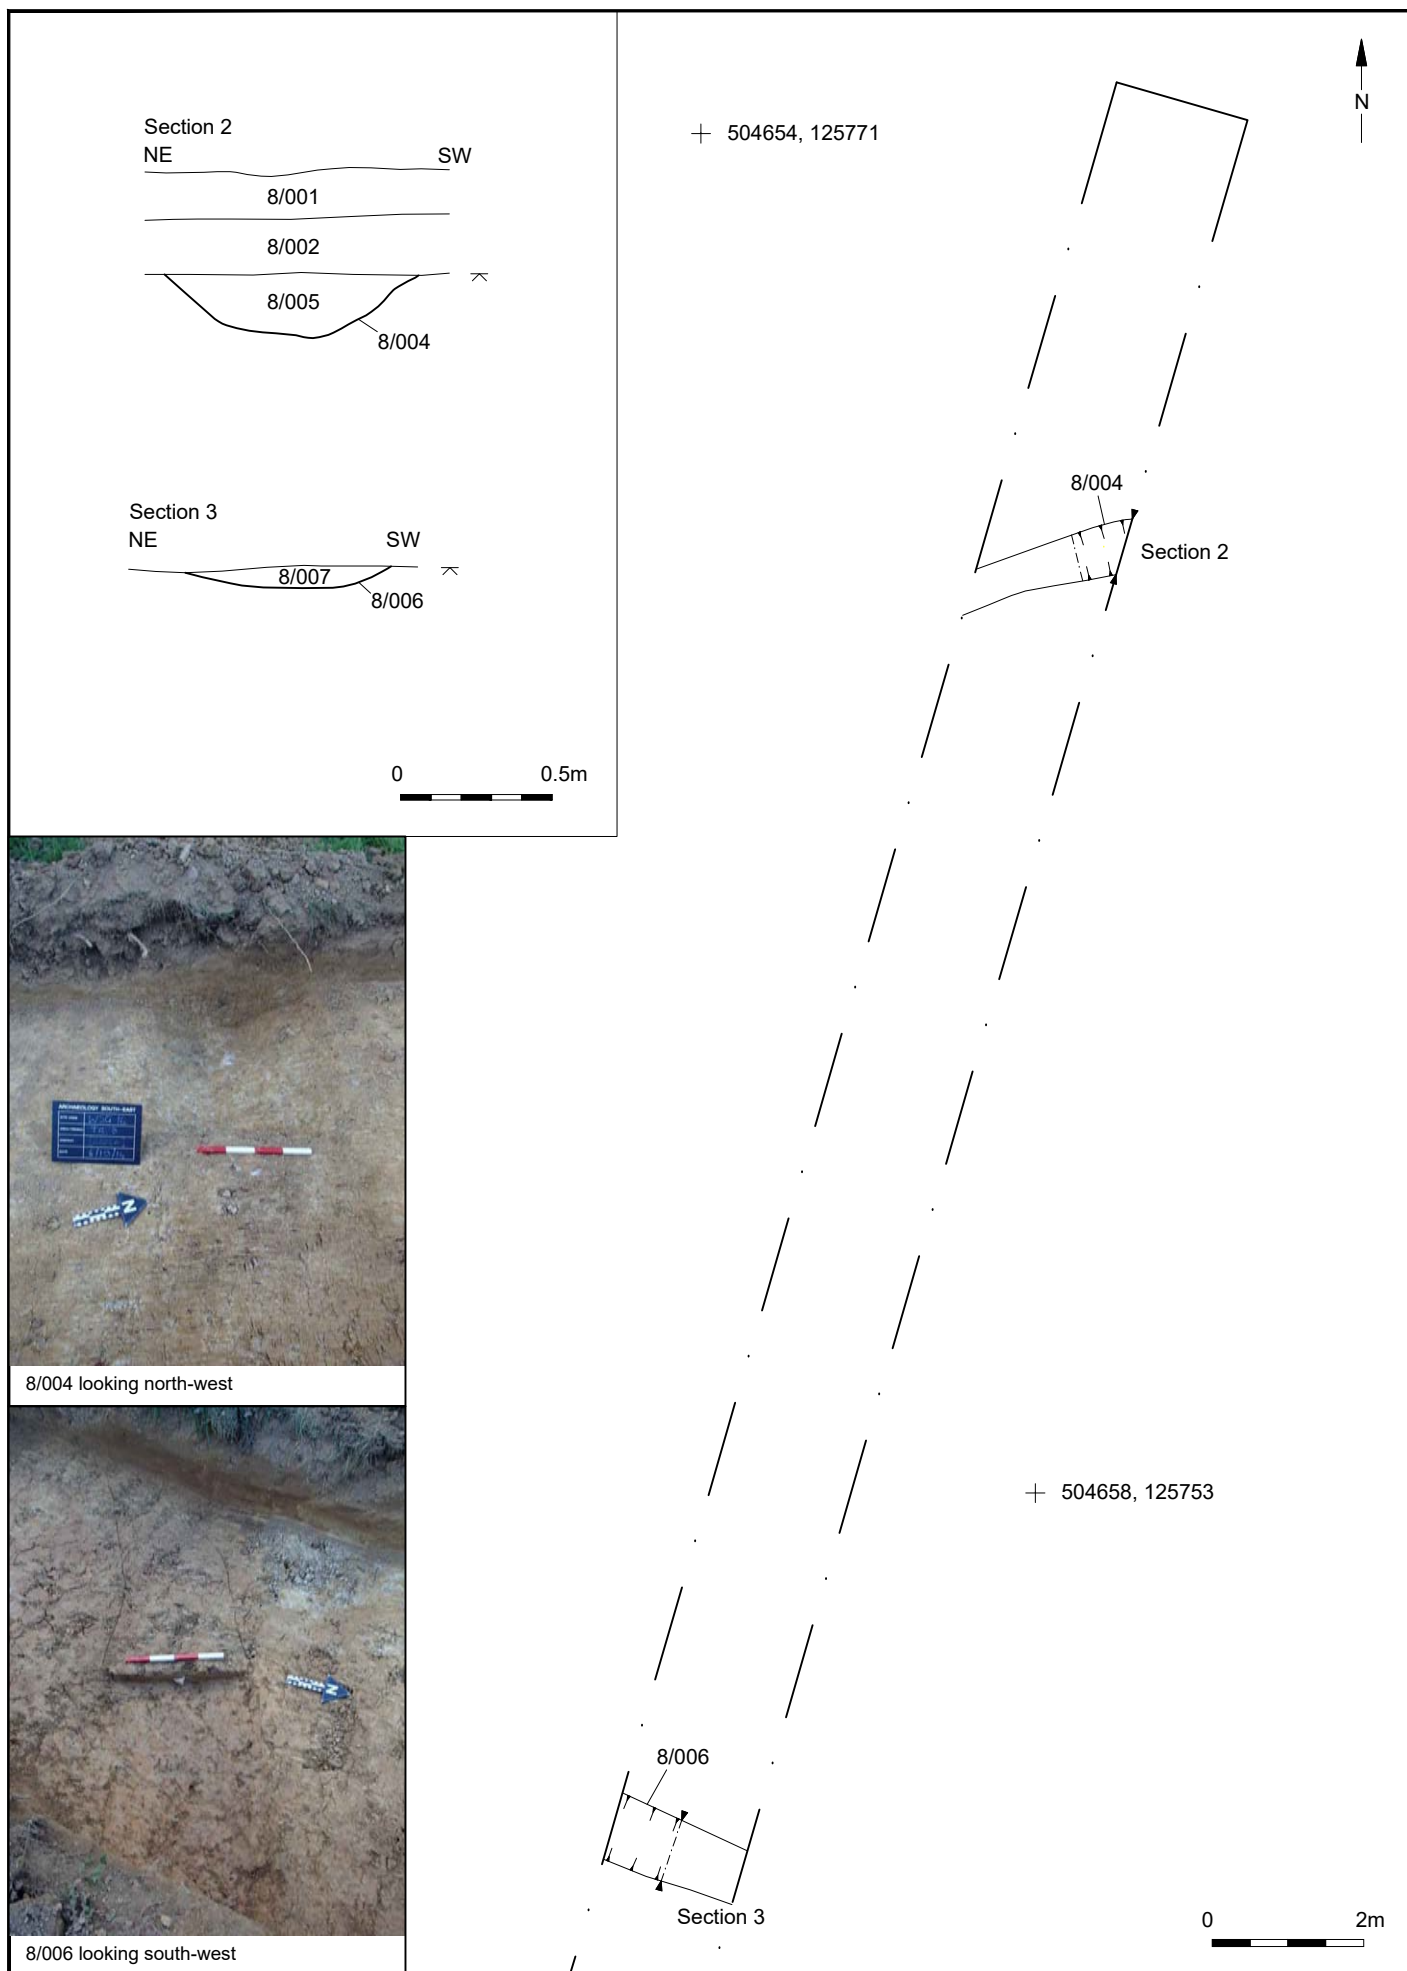 Section 2
NE SW
8/001
8/002
8/005
8/004
Section 3
NE SW
8/007
8/006
0 0.5m
ARCHAEOLOGY SOUTH-EAST
N
8/004 looking north-west
N
8/006 looking south-west
N
504654, 125771
8/004
Section 2
504658, 125753
8/006
Section 3
0 2m